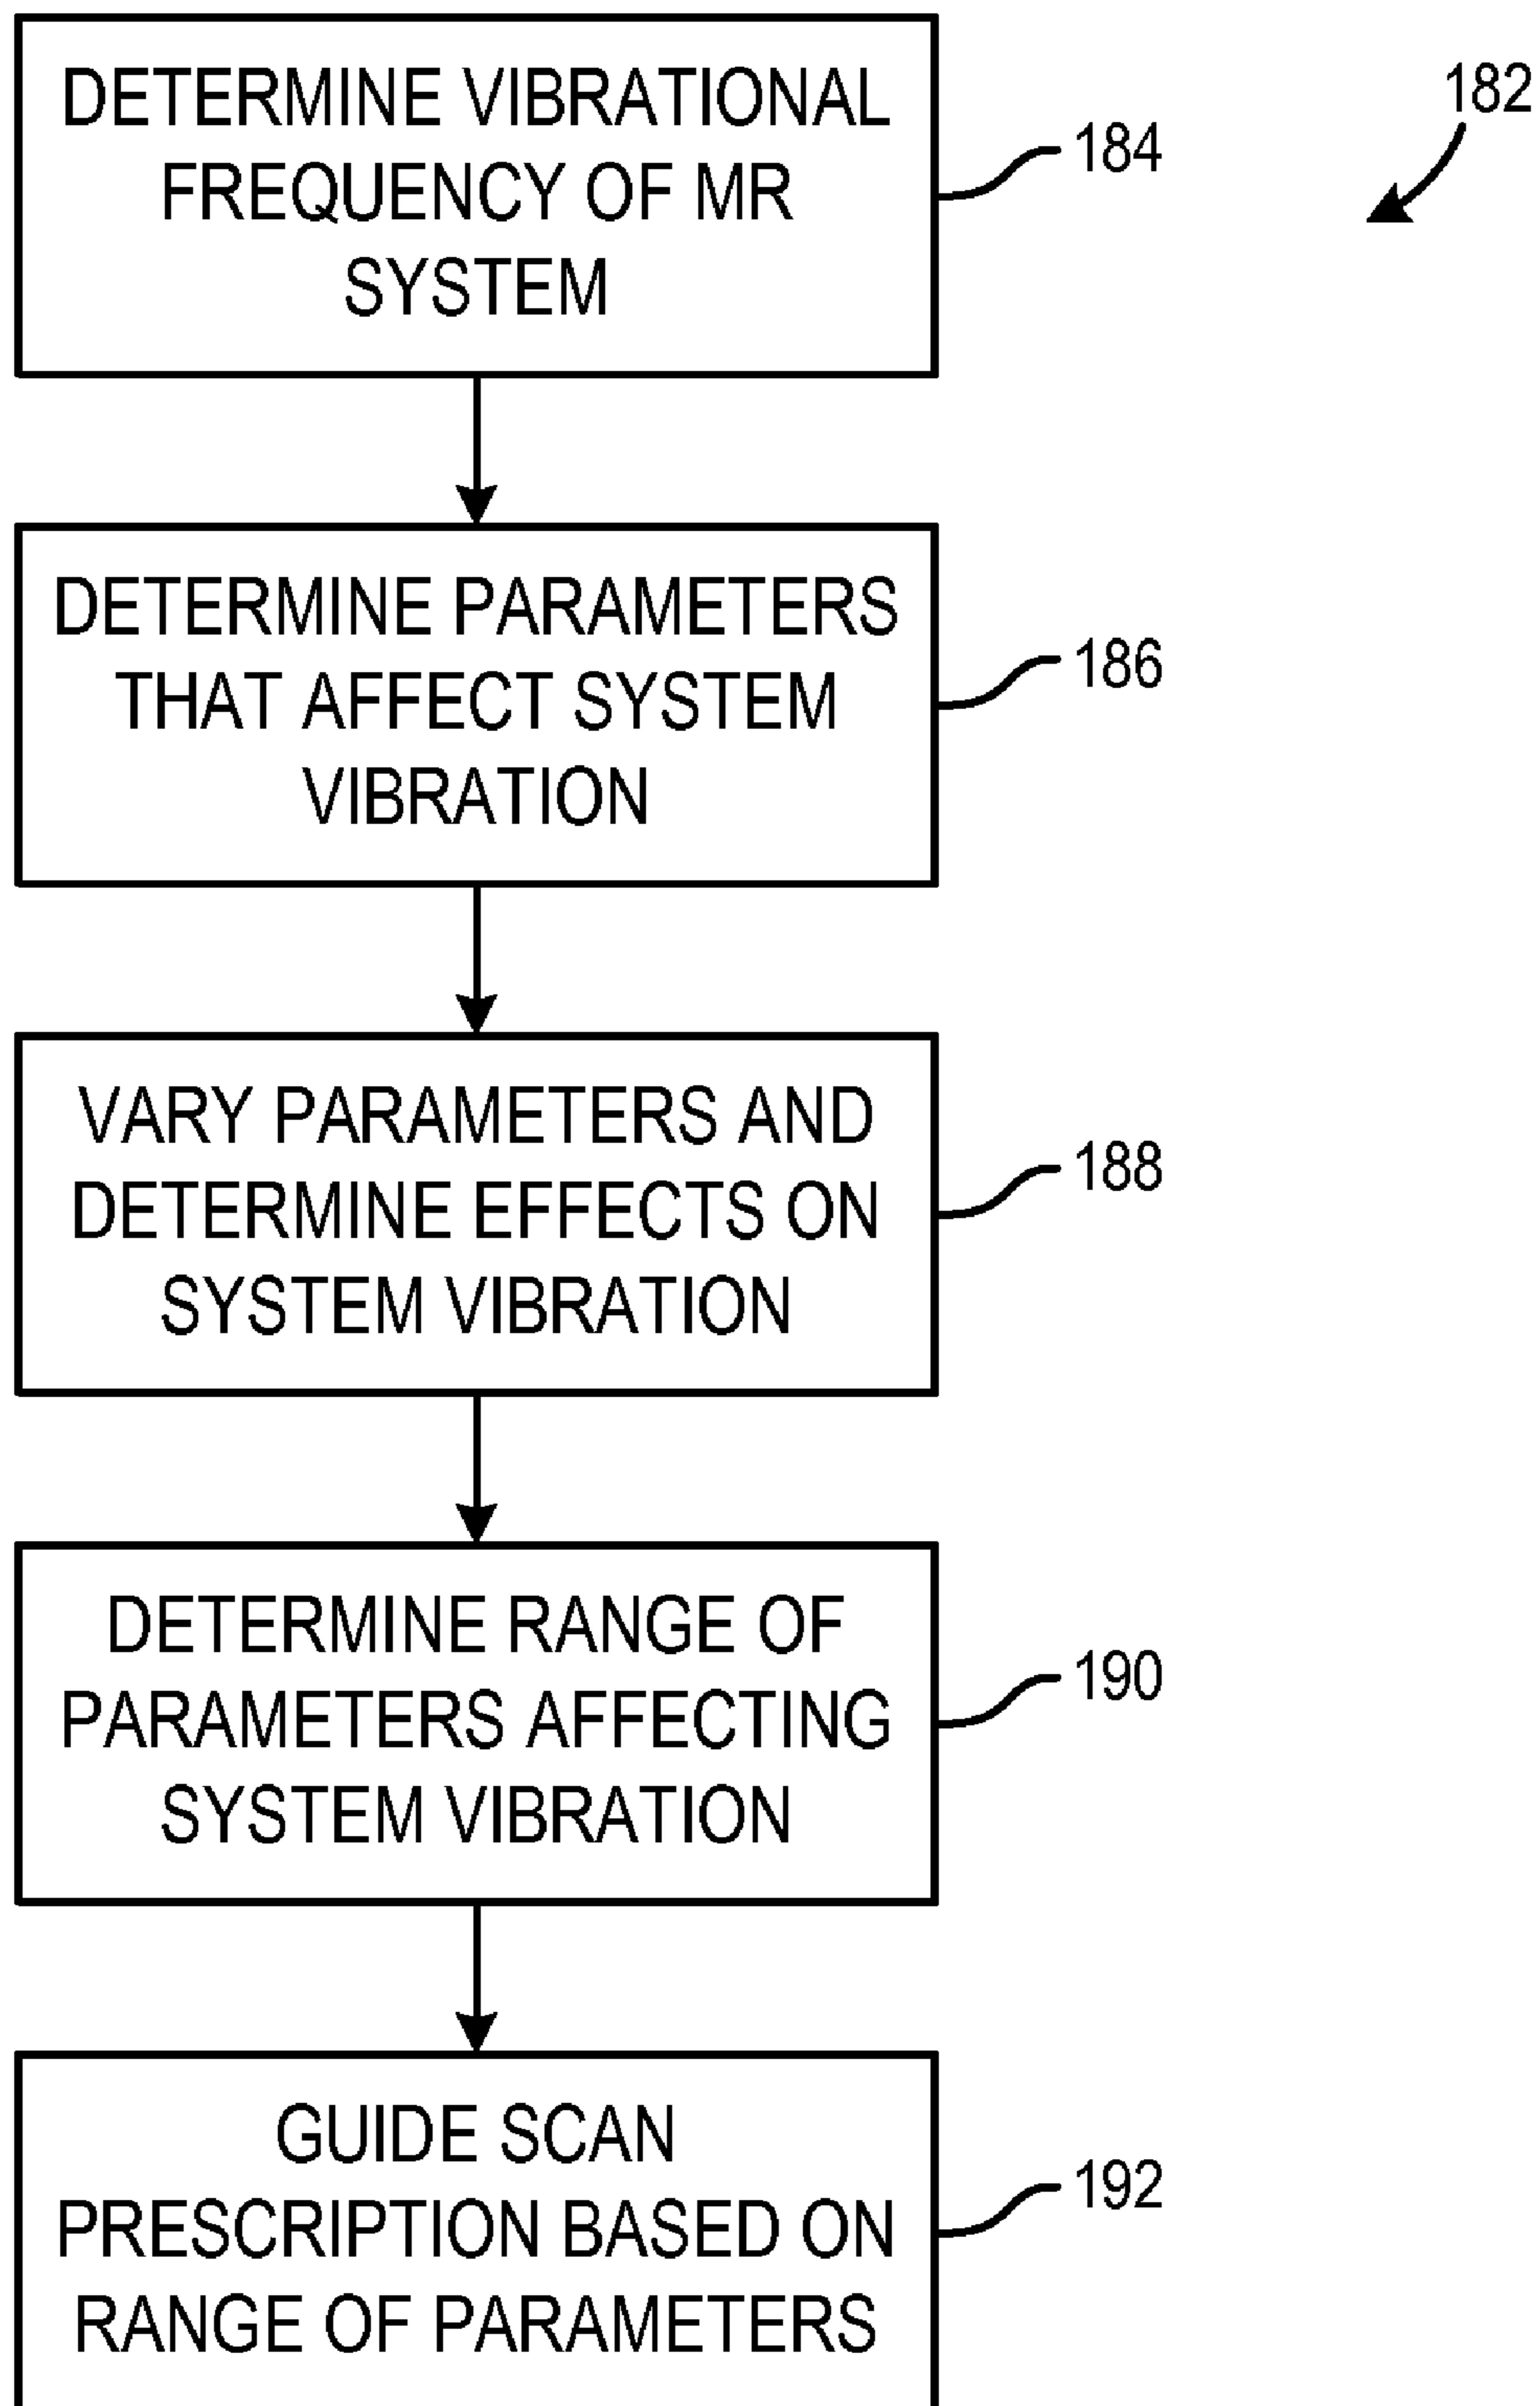 182
DETERMINE VIBRATIONAL
FREQUENCY OF MR
SYSTEM
184
DETERMINE PARAMETERS
THAT AFFECT SYSTEM
VIBRATION
186
VARY PARAMETERS AND
DETERMINE EFFECTS ON
SYSTEM VIBRATION
188
DETERMINE RANGE OF
PARAMETERS AFFECTING
SYSTEM VIBRATION
190
GUIDE SCAN
PRESCRIPTION BASED ON
RANGE OF PARAMETERS
192